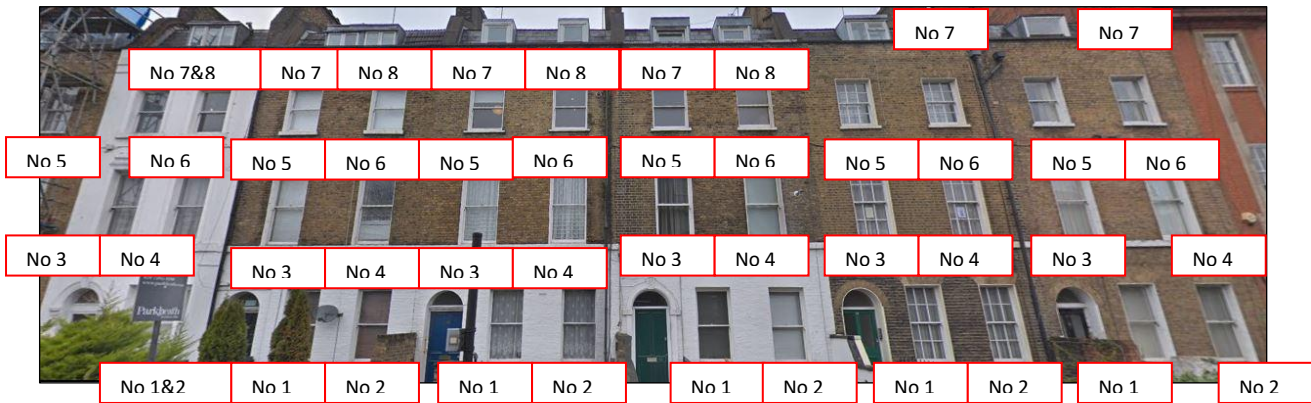 No 7 No 7
No 7&8 No 7 No 8 No 7 No 8 No 7 No 8
No 5 No 6 No 5 No 6 No 5 No 6 No 5 No 6 No 5 No 6 No 5 No 6
No 3 No 4 No 3 No 4 No 3 No 4 No 3 No 4 No 3 No 4 No 3 No 4
Parkheath
No 1&2 No 1 No 2 No 1 No 2 No 1 No 2 No 1 No 2 No 1 No 2